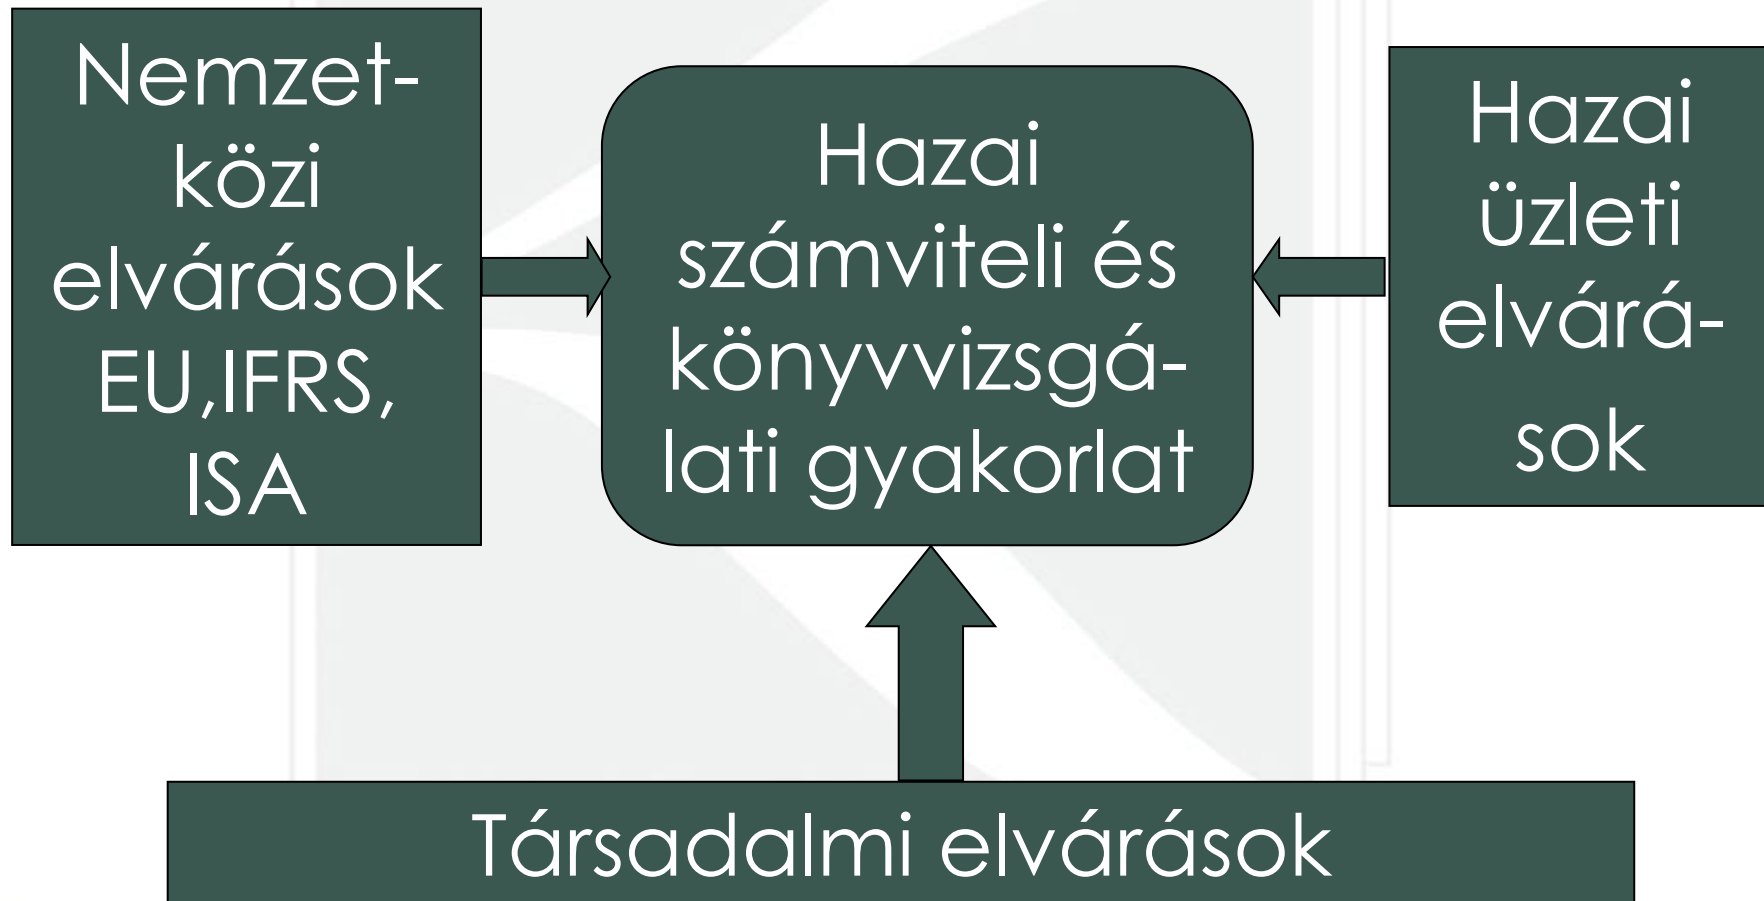 Nemzet-
közi
elvárások
EU,IFRS,
ISA
Hazai
számviteli és
könyvvizsgá-
lati gyakorlat
Hazai
üzleti
elvárá-
sok
Társadalmi elvárások